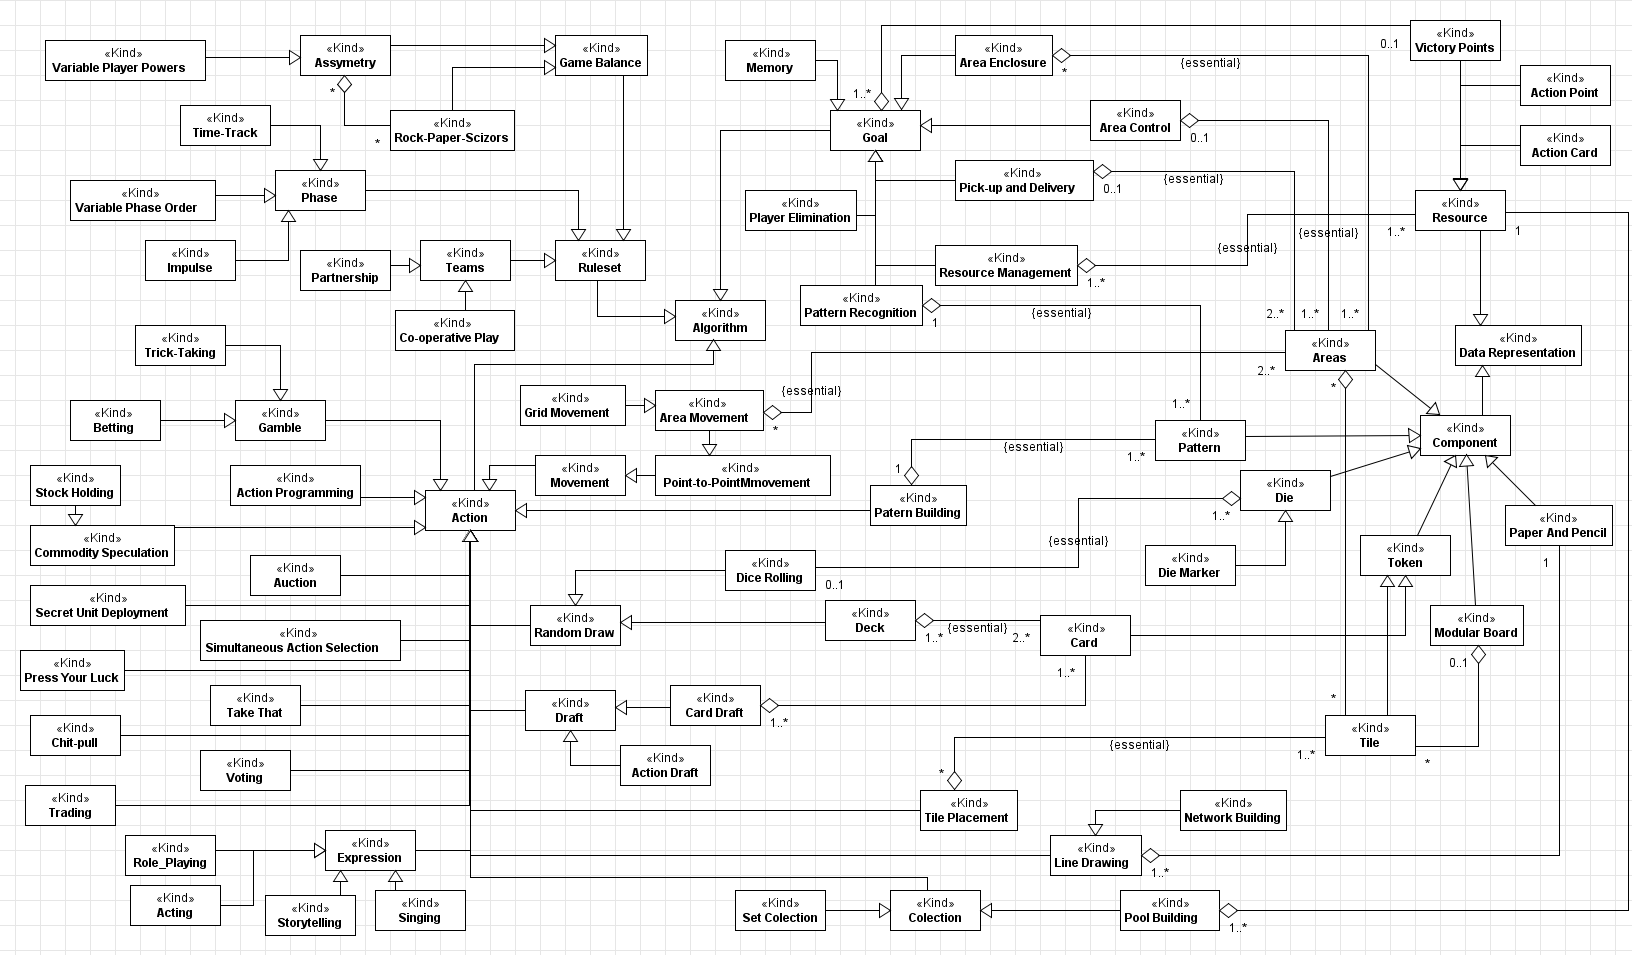 «Kind»
Variable Player Powers
«Kind»
Assymetry
*
«Kind»
Game Balance
«Kind»
Rock-Paper-Scizors
*
«Kind»
Time-Track
«Kind»
Phase
«Kind»
Variable Phase Order
«Kind»
Impulse
«Kind»
Partnership
«Kind»
Teams
«Kind»
Ruleset
«Kind»
Co-operative Play
«Kind»
Algorithm
«Kind»
Memory
«Kind»
Goal
1..*
«Kind»
Area Enclosure
*
{essential}
«Kind»
Victory Points
0..1
«Kind»
Action Point
«Kind»
Action Card
«Kind»
Area Control
0..1
{essential}
«Kind»
Pick-up and Delivery
0..1
{essential}
«Kind»
Player Elimination
«Kind»
Resource
1..*
1
«Kind»
Resource Management
1..*
{essential}
«Kind»
Pattern Recognition
1
{essential}
2..*
1..*
1..*
«Kind»
Areas
2..*
*
«Kind»
Data Representation
«Kind»
Trick-Taking
«Kind»
Betting
«Kind»
Gamble
«Kind»
Grid Movement
«Kind»
Area Movement
*
{essential}
«Kind»
Movement
«Kind»
Point-to-PointMmovement
1..*
«Kind»
Pattern
1..*
{essential}
1
«Kind»
Patern Building
«Kind»
Component
«Kind»
Stock Holding
«Kind»
Action Programming
«Kind»
Commodity Speculation
«Kind»
Action
«Kind»
Die
1..*
{essential}
«Kind»
Die Marker
«Kind»
Token
«Kind»
Paper And Pencil
1
«Kind»
Auction
«Kind»
Secret Unit Deployment
«Kind»
Simultaneous Action Selection
«Kind»
Press Your Luck
«Kind»
Take That
«Kind»
Chit-pull
«Kind»
Voting
«Kind»
Trading
«Kind»
Dice Rolling
0..1
«Kind»
Random Draw
«Kind»
Deck
1..*
{essential}
2..*
«Kind»
Card
1..*
«Kind»
Modular Board
0..1
«Kind»
Draft
«Kind»
Card Draft
1..*
«Kind»
Action Draft
*
«Kind»
Tile
1..*
*
{essential}
*
«Kind»
Tile Placement
«Kind»
Network Building
«Kind»
Line Drawing
1..*
«Kind»
Role_Playing
«Kind»
Expression
«Kind»
Acting
«Kind»
Storytelling
«Kind»
Singing
«Kind»
Set Colection
«Kind»
Colection
«Kind»
Pool Building
1..*